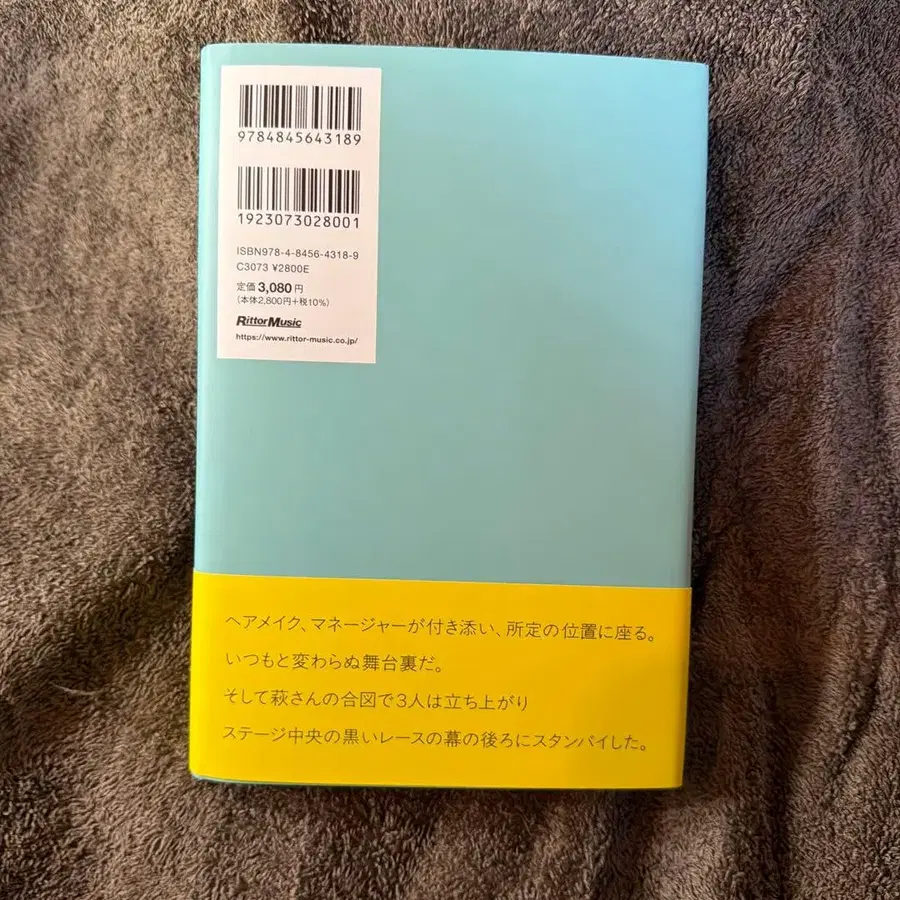 9784845643189
1923073028001
ISBN978-4-8456-4318-9
C3073 ¥2800E
定価 3,080 円
(本体2,800円+税10%)
RittorMusic
https://www.rittor-music.co.jp/
ヘアメイク、マネージャーが付き添い、所定の位置に座る。
いつもと変わらぬ舞台裏だ。
そして萩さんの合図で3人は立ち上がり
ステージ中央の黒いレースの幕の後ろにスタンバイした。